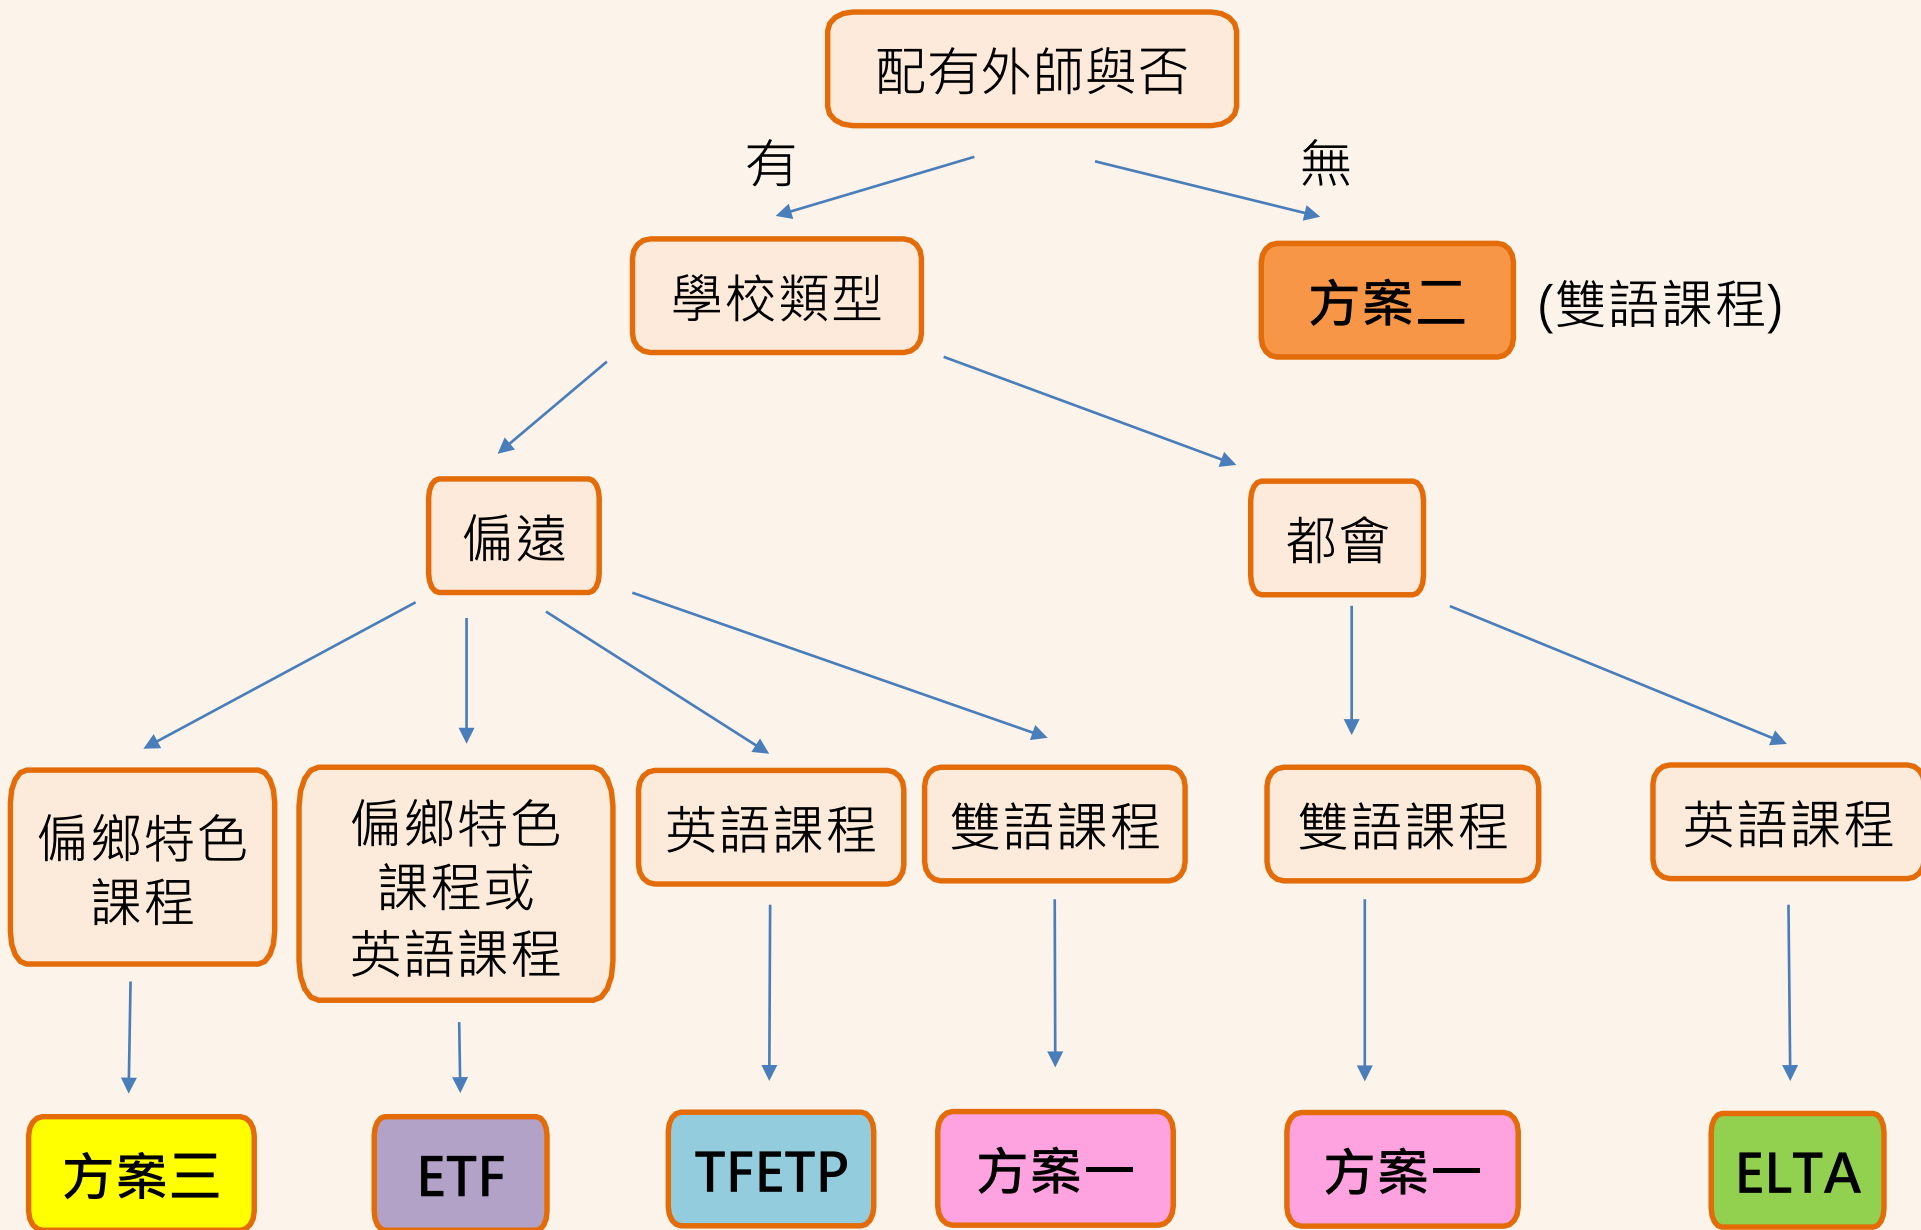 配有外師與否
有
無
學校類型
方案二
(雙語課程)
偏遠
都會
偏鄉特色
課程
偏鄉特色
課程或
英語課程
英語課程
雙語課程
雙語課程
英語課程
方案三
ETF
TFETP
方案一
方案一
ELTA